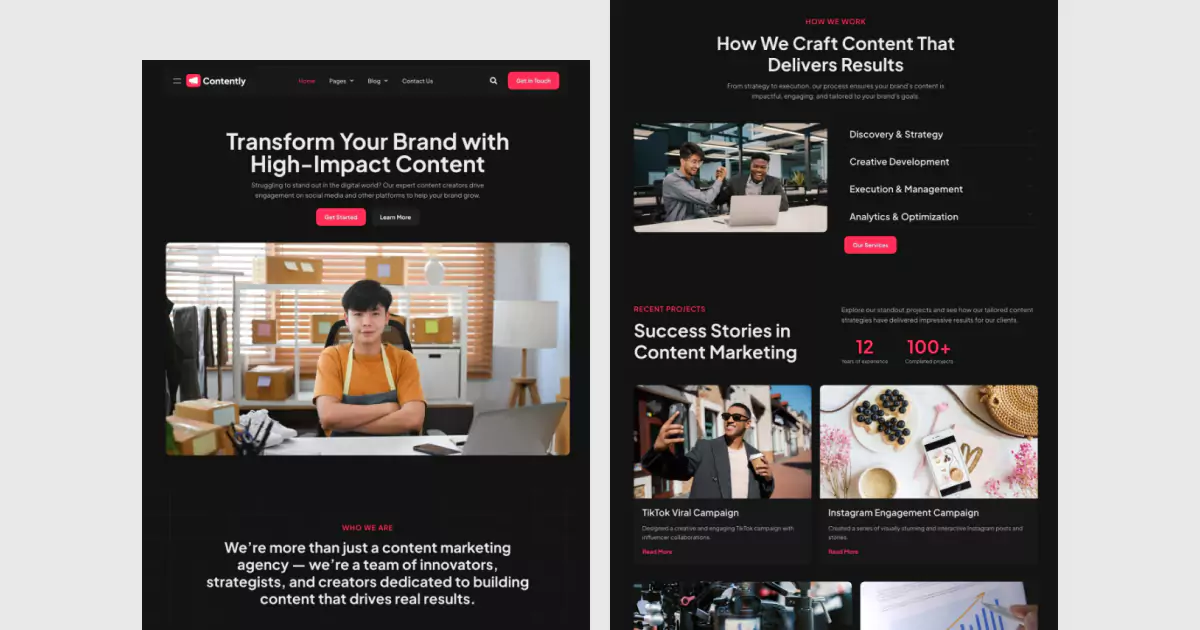 Contently
Home Pages Blog Contact Us
Get in Touch
Transform Your Brand with
High-Impact Content
Struggling to stand out in the digital world? Our expert content creators drive
engagement on social media and other platforms to help your brand grow.
Get Started Learn More
WHO WE ARE
We're more than just a content marketing
agency — we're a team of innovators,
strategists, and creators dedicated to building
content that drives real results.
HOW WE WORK
How We Craft Content That
Delivers Results
From strategy to execution, our process ensures your brand's content is
impactful, engaging, and tailored to your brand's goals.
Discovery & Strategy
Creative Development
Execution & Management
Analytics & Optimization
Our Services
RECENT PROJECTS
Success Stories in
Content Marketing
Explore our standout projects and see how our tailored content
strategies have delivered impressive results for our clients.
12 100+
Years of experience Completed projects
TikTok Viral Campaign
Designed a creative and engaging TikTok campaign with
influencer collaborations.
Read More
Instagram Engagement Campaign
Created a series of visually stunning and interactive Instagram posts and
stories.
Read More